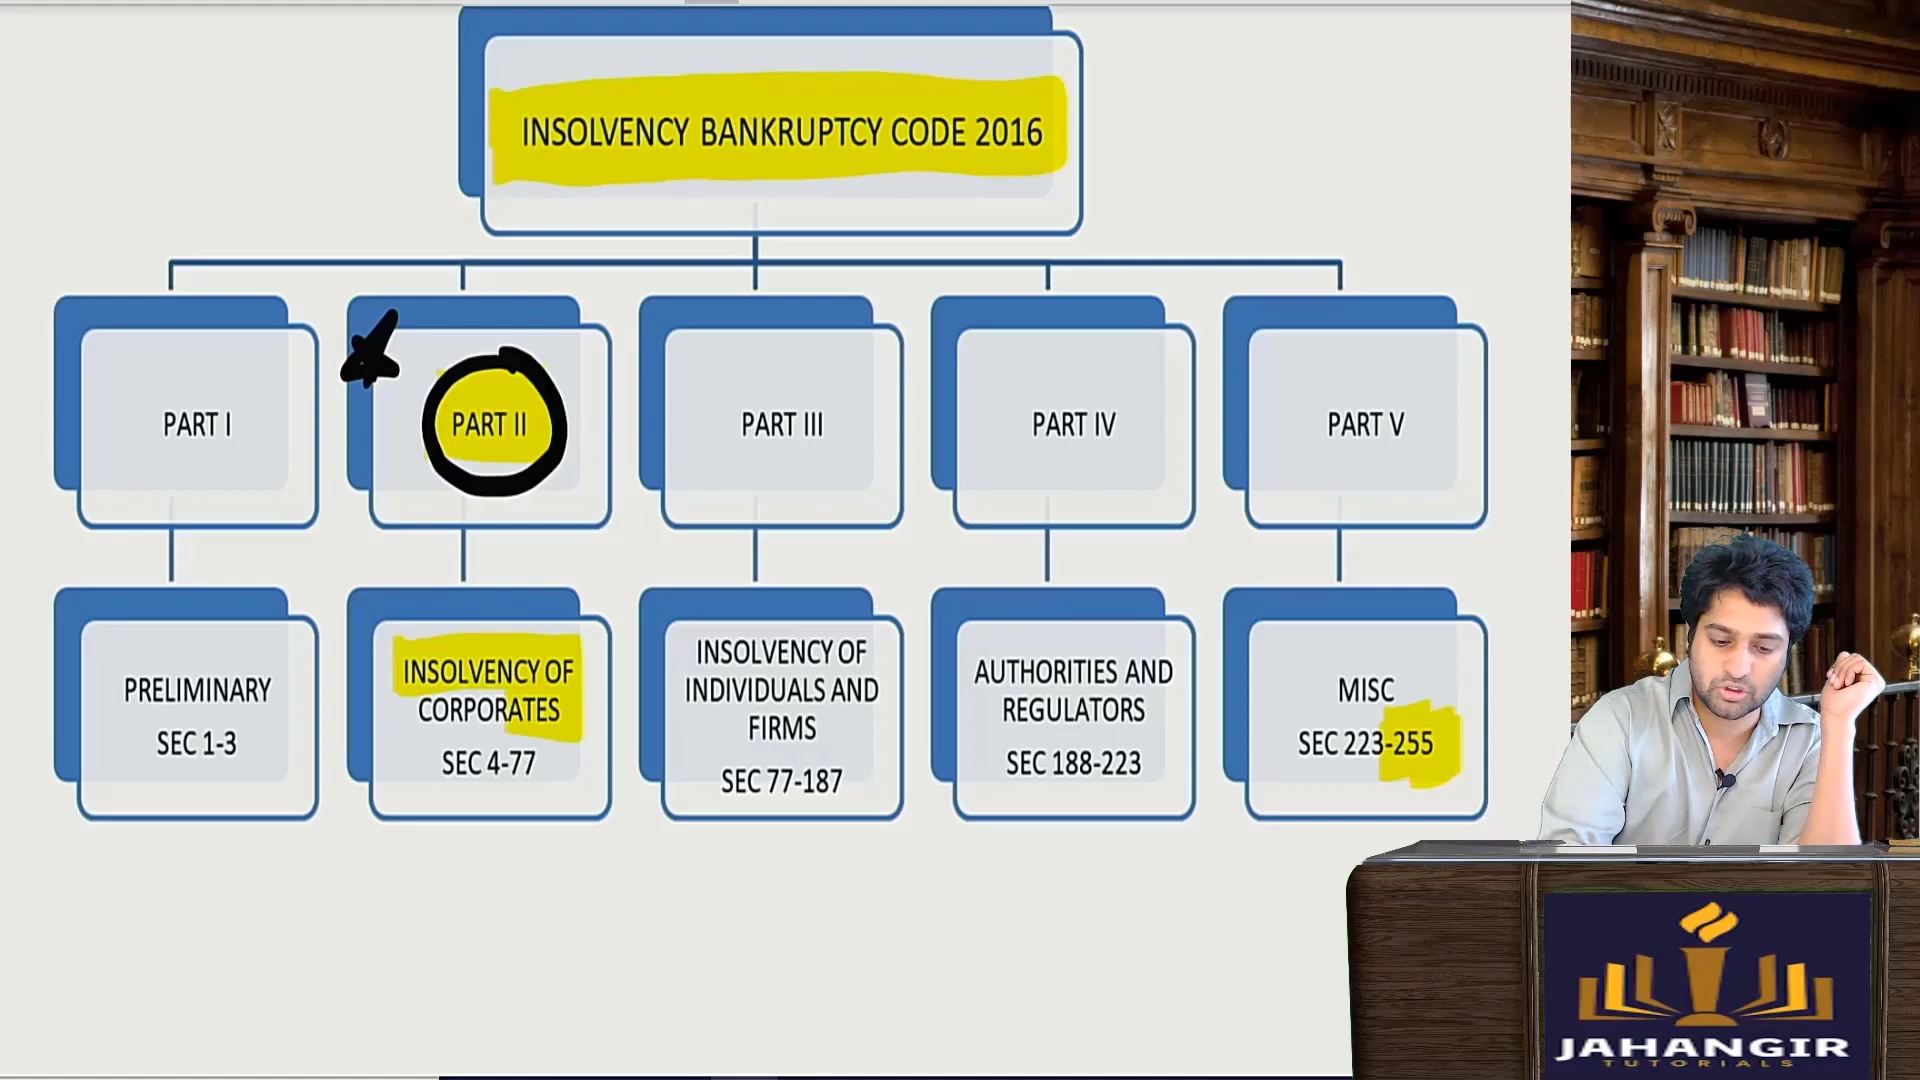 INSOLVENCY BANKRUPTCY CODE 2016
PART I
PART II
PART III
PART IV
PART V
PRELIMINARY
SEC 1-3
INSOLVENCY OF
CORPORATES
SEC 4-77
INSOLVENCY OF
INDIVIDUALS AND
FIRMS
SEC 77-187
AUTHORITIES AND
REGULATORS
SEC 188-223
MISC
SEC 223-255
JAHANGIR
TUTORIALS